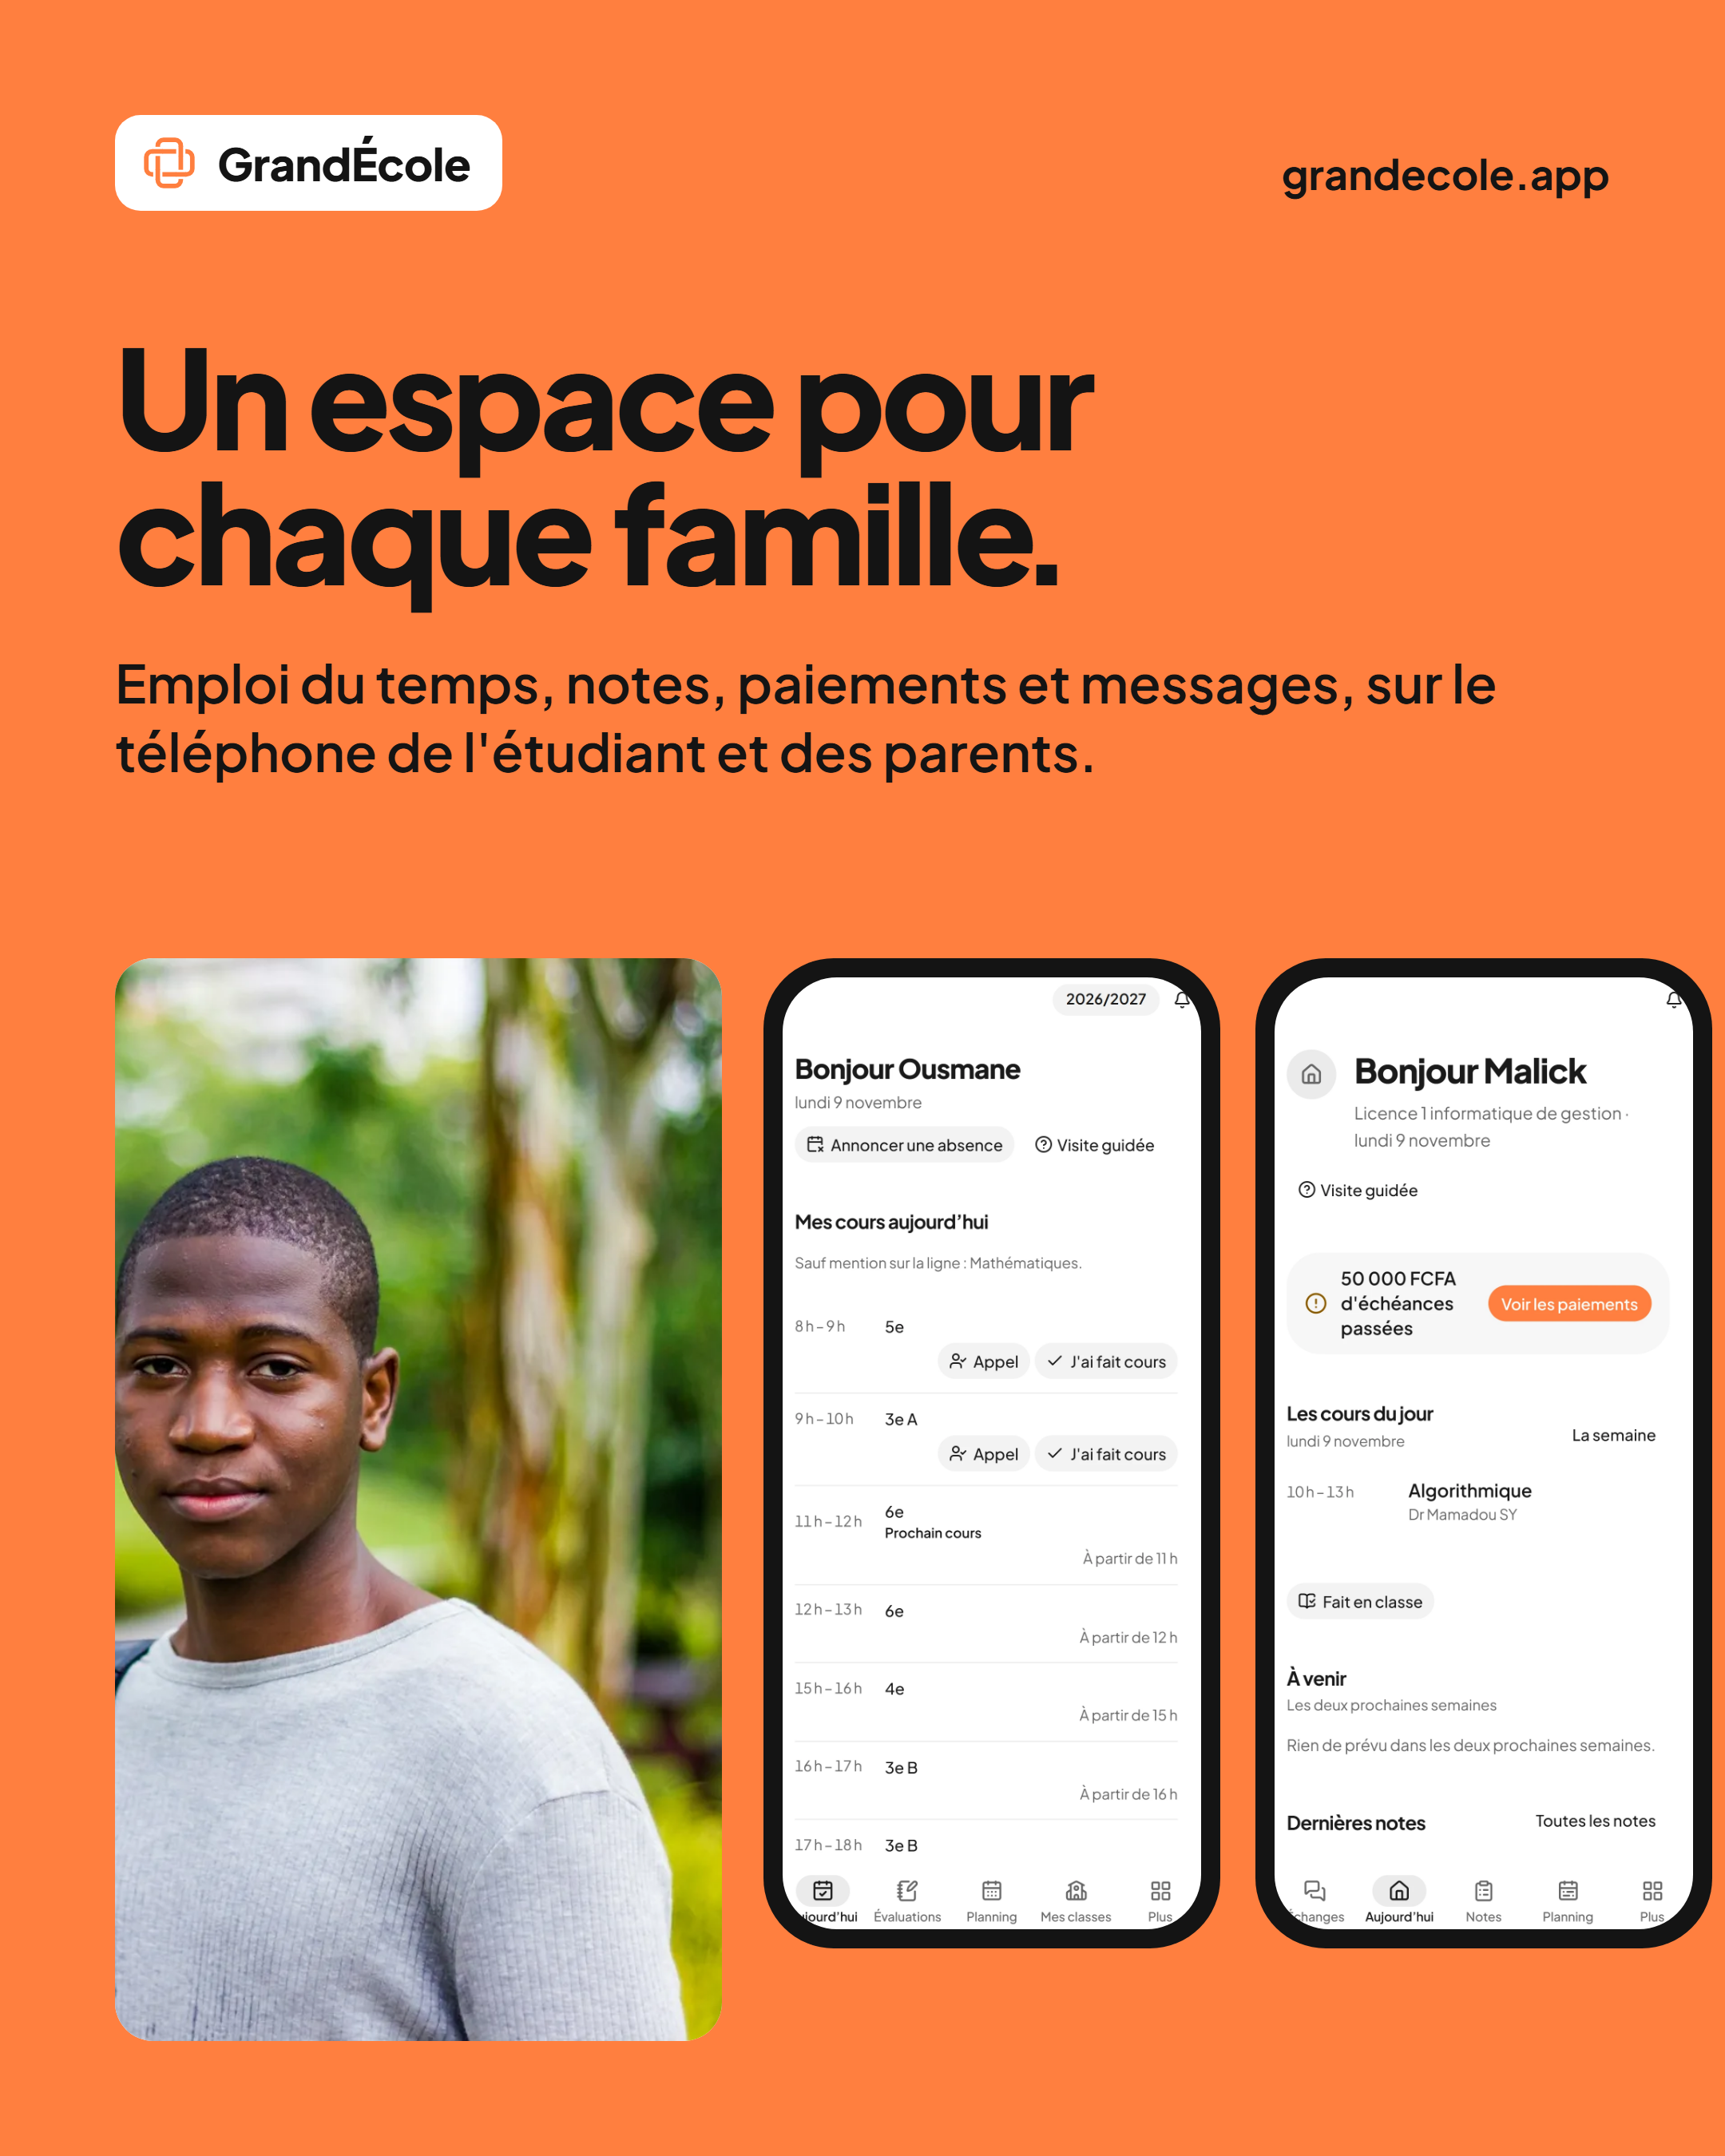 GrandÉcole
grandecole.app
Un espace pour
chaque famille.
Emploi du temps, notes, paiements et messages, sur le
téléphone de l'étudiant et des parents.
2026/2027
Bonjour Ousmane
lundi 9 novembre
Annoncer une absence
Visite guidée
Mes cours aujourd’hui
Sauf mention sur la ligne : Mathématiques.
8h–9h 5e
Appel J'ai fait cours
9h–10h 3e A
Appel J'ai fait cours
11h–12h 6e
Prochain cours
À partir de 11 h
12h–13h 6e
À partir de 12 h
15h–16h 4e
À partir de 15 h
16h–17h 3e B
À partir de 16 h
17h–18h 3e B
jourd’hui Évaluations Planning Mes classes Plus
Bonjour Malick
Licence 1 informatique de gestion ·
lundi 9 novembre
Visite guidée
50 000 FCFA
d'échéances
passées
Voir les paiements
Les cours du jour
lundi 9 novembre
La semaine
10h–13h Algorithmique
Dr Mamadou SY
Fait en classe
À venir
Les deux prochaines semaines
Rien de prévu dans les deux prochaines semaines.
Dernières notes Toutes les notes
changes Aujourd’hui Notes Planning Plus